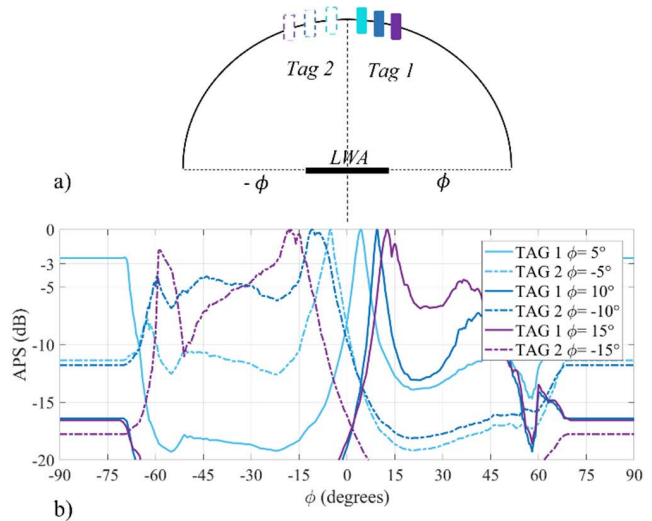 Tag 2
Tag 1
LWA
- ϕ
ϕ
a)
0
-3
-5
-10
-15
-20
APS (dB)
TAG 1 ϕ= 5°
TAG 2 ϕ= -5°
TAG 1 ϕ= 10°
TAG 2 ϕ= -10°
TAG 1 ϕ= 15°
TAG 2 ϕ= -15°
-90 -75 -60 -45 -30 -15 0 15 30 45 60 75 90
ϕ (degrees)
b)